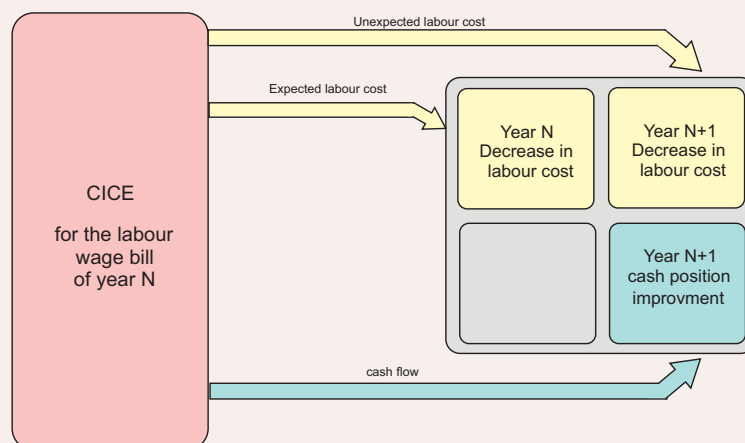 Unexpected labour cost
Expected labour cost
CICE
for the labour
wage bill
of year N
Year N
Decrease in
labour cost
Year N+1
Decrease in
labour cost
Year N+1
cash position
improvment
cash flow